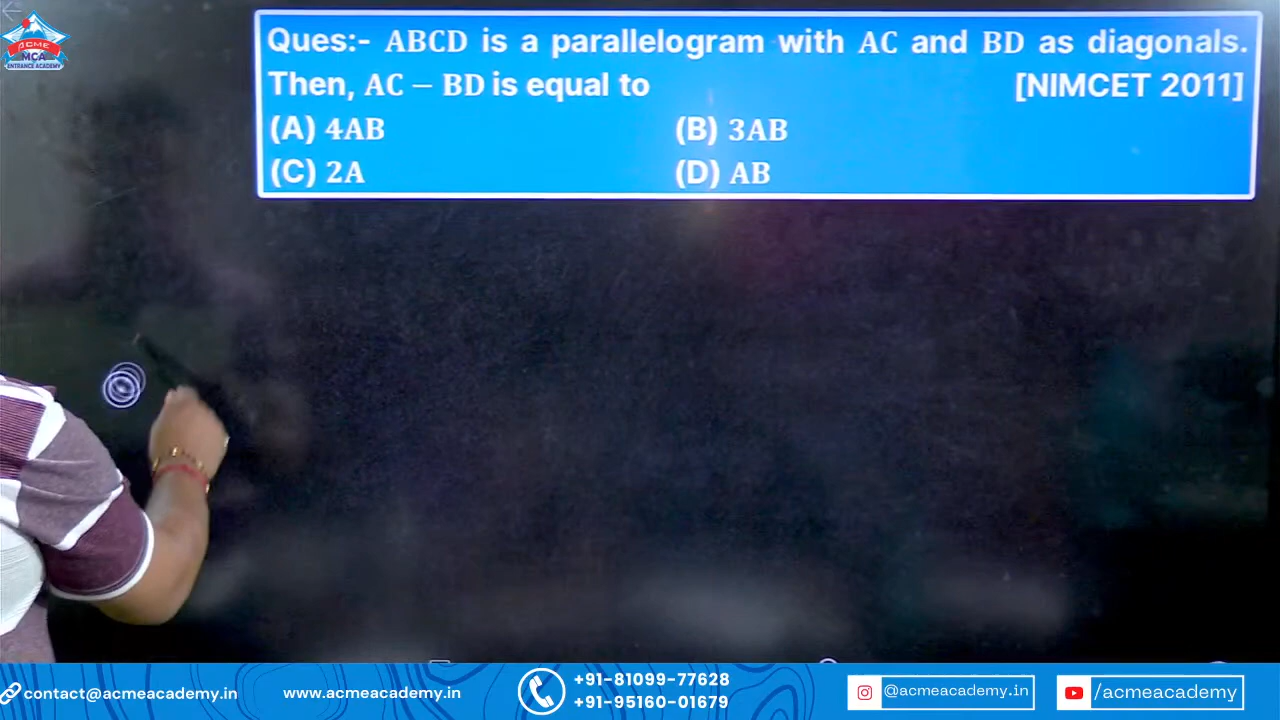 ACME
MCA
ENTRANCE ACADEMY
Ques:- ABCD is a parallelogram with AC and BD as diagonals.
Then, AC − BD is equal to [NIMCET 2011]
(A) 4AB (B) 3AB
(C) 2A (D) AB
contact@acmeacademy.in www.acmeacademy.in +91-81099-77628 @acmeacademy.in /acmeacademy
+91-95160-01679